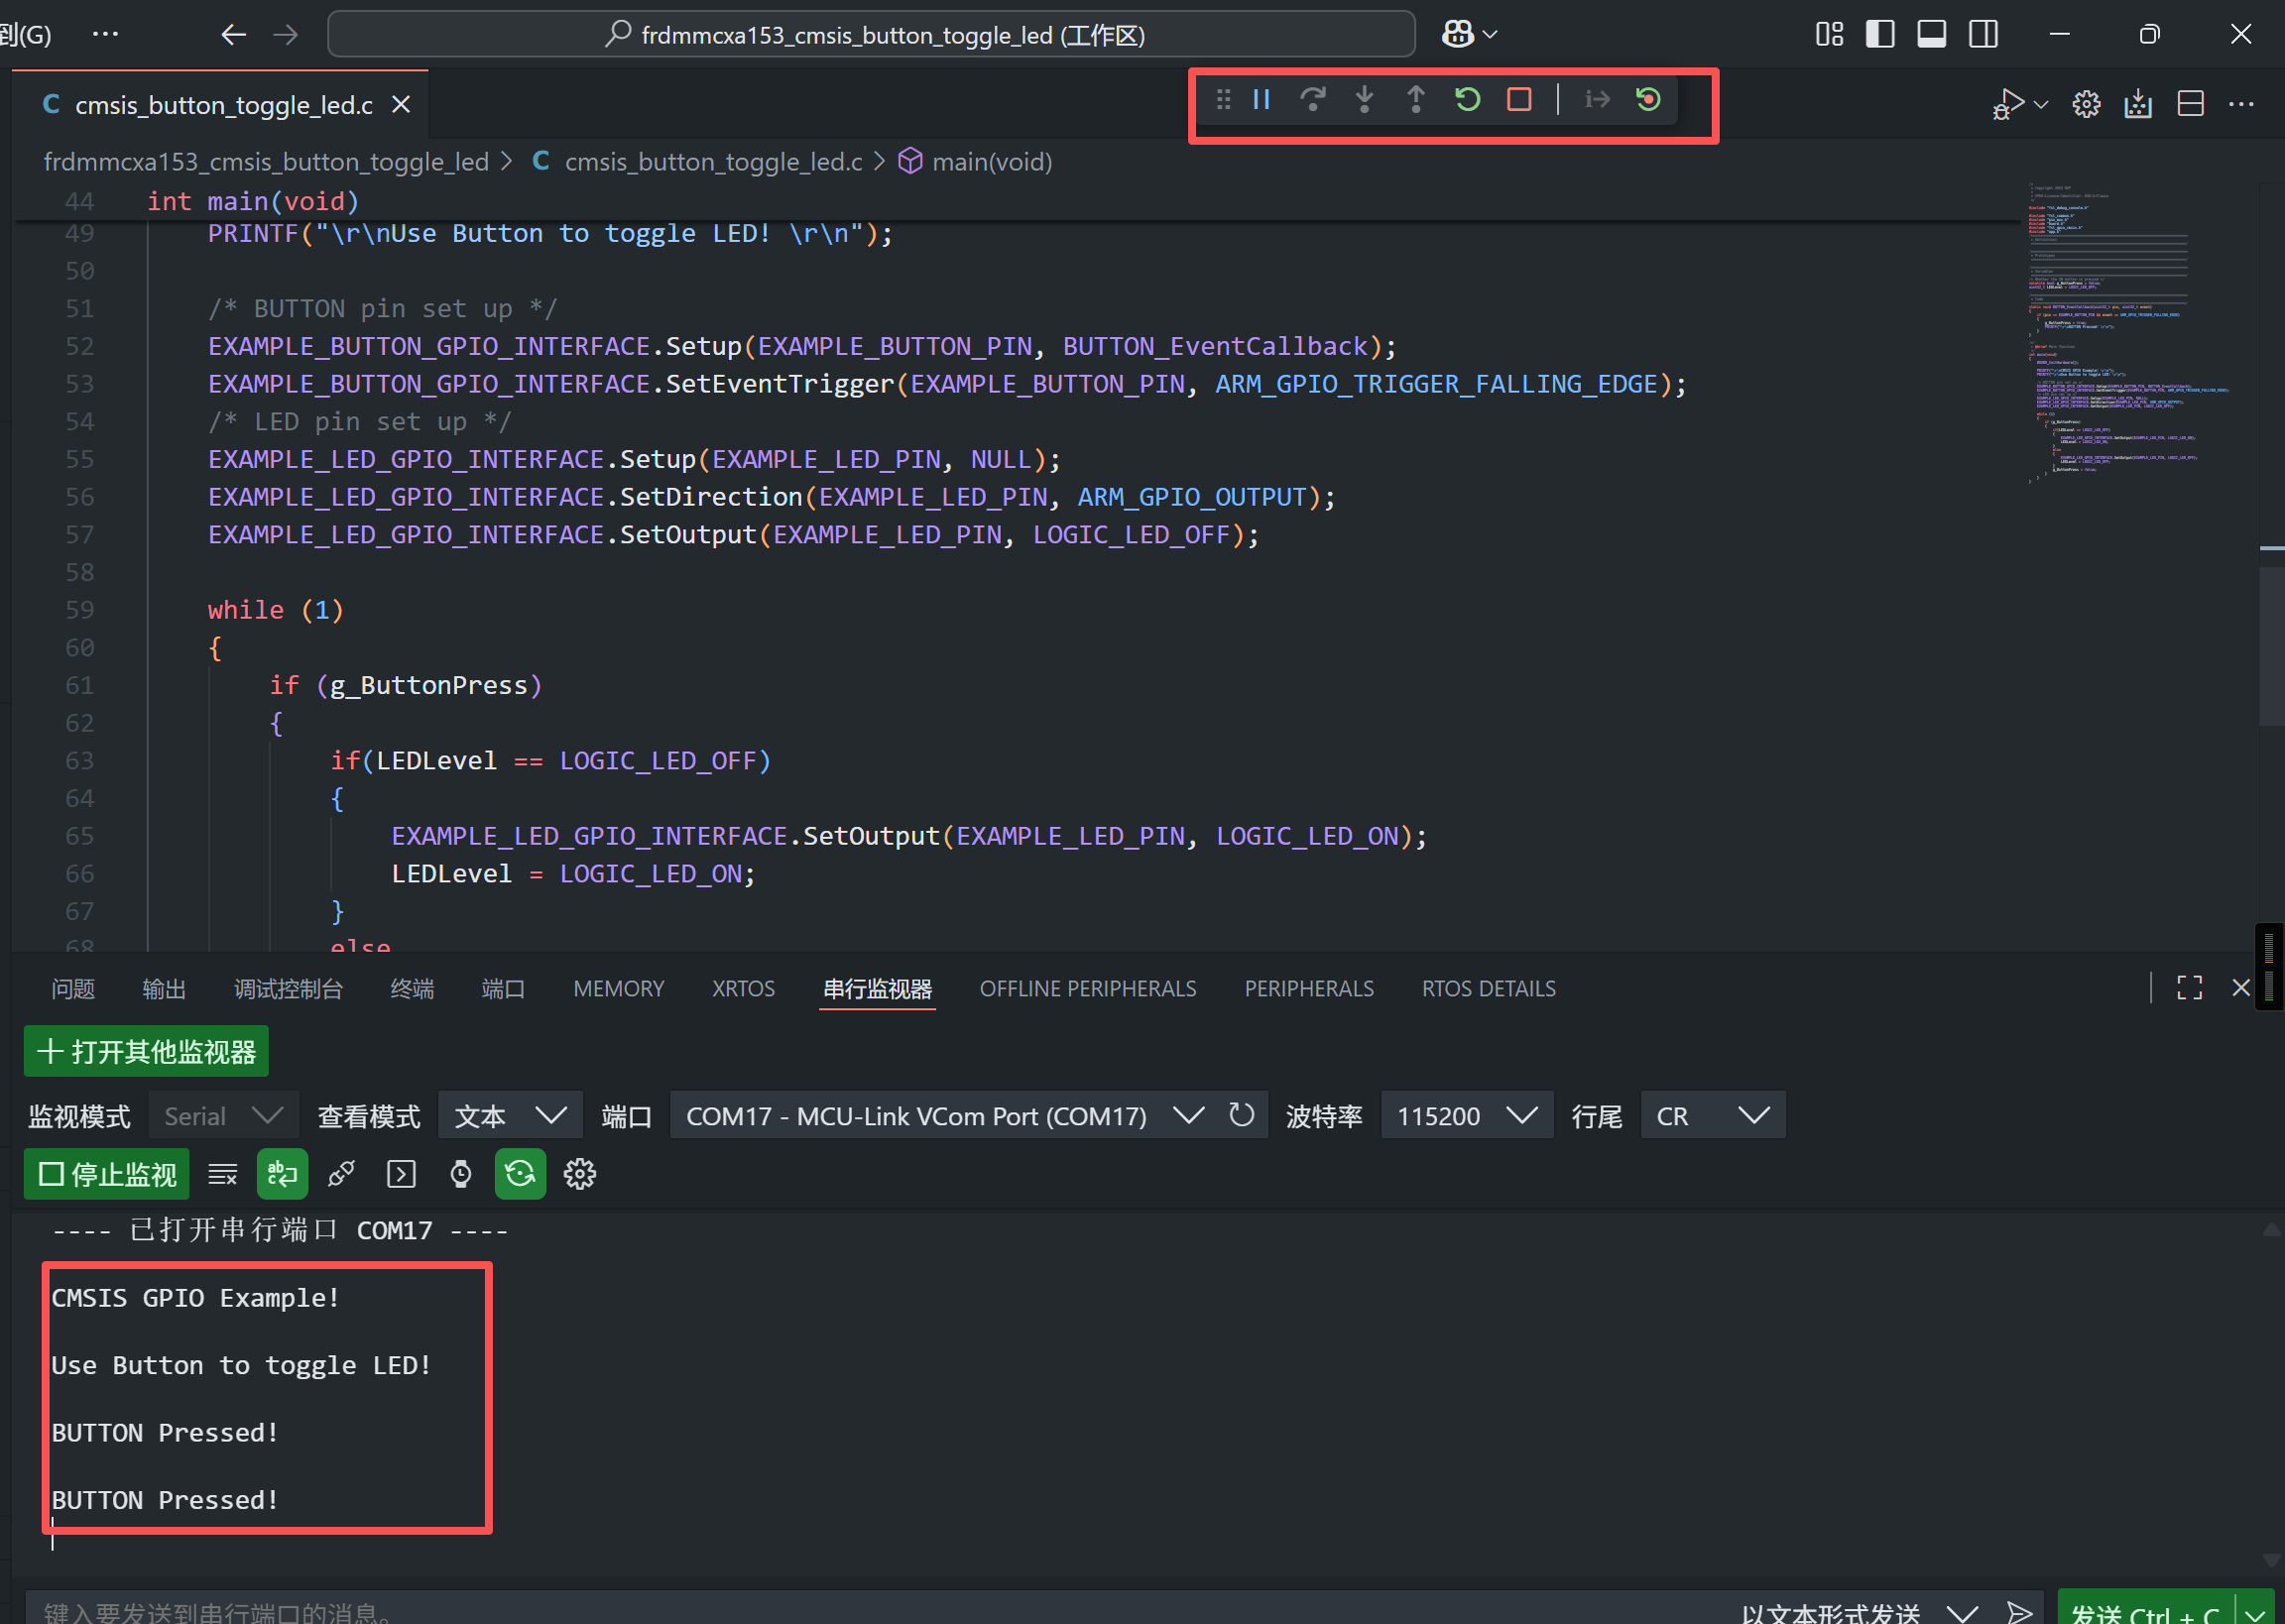 到(G) ··· frdmmcxa153_cmsis_button_toggle_led (工作区)
C cmsis_button_toggle_led.c
frdmmcxa153_cmsis_button_toggle_led > C cmsis_button_toggle_led.c > main(void)
44 int main(void)
49 PRINTF("\r\nUse Button to toggle LED! \r\n");
50
51 /* BUTTON pin set up */
52 EXAMPLE_BUTTON_GPIO_INTERFACE.Setup(EXAMPLE_BUTTON_PIN, BUTTON_EventCallback);
53 EXAMPLE_BUTTON_GPIO_INTERFACE.SetEventTrigger(EXAMPLE_BUTTON_PIN, ARM_GPIO_TRIGGER_FALLING_EDGE);
54 /* LED pin set up */
55 EXAMPLE_LED_GPIO_INTERFACE.Setup(EXAMPLE_LED_PIN, NULL);
56 EXAMPLE_LED_GPIO_INTERFACE.SetDirection(EXAMPLE_LED_PIN, ARM_GPIO_OUTPUT);
57 EXAMPLE_LED_GPIO_INTERFACE.SetOutput(EXAMPLE_LED_PIN, LOGIC_LED_OFF);
58
59 while (1)
60 {
61 if (g_ButtonPress)
62 {
63 if(LEDLevel == LOGIC_LED_OFF)
64 {
65 EXAMPLE_LED_GPIO_INTERFACE.SetOutput(EXAMPLE_LED_PIN, LOGIC_LED_ON);
66 LEDLevel = LOGIC_LED_ON;
67 }
68 else
问题 输出 调试控制台 终端 端口 MEMORY XRTOS 串行监视器 OFFLINE PERIPHERALS PERIPHERALS RTOS DETAILS
打开其他监视器
监视模式 Serial 查看模式 文本 端口 COM17 - MCU-Link VCom Port (COM17) 波特率 115200 行尾 CR
停止监视
---- 已打开串行端口 COM17 ----
CMSIS GPIO Example!
Use Button to toggle LED!
BUTTON Pressed!
BUTTON Pressed!
键入要发送到串行端口的消息。 以文本形式发送 发送 Ctrl + C